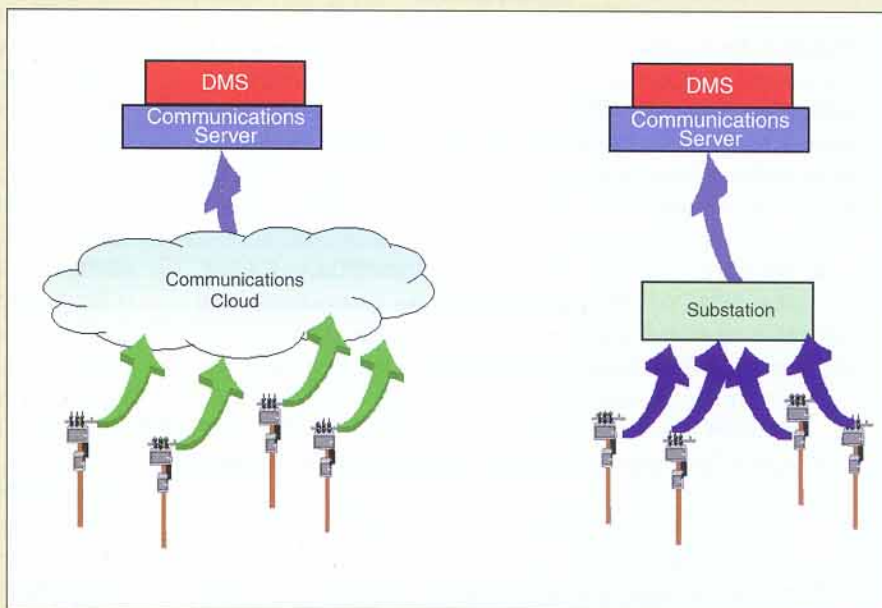 DMS
Communications
Server
Communications
Cloud
DMS
Communications
Server
Substation